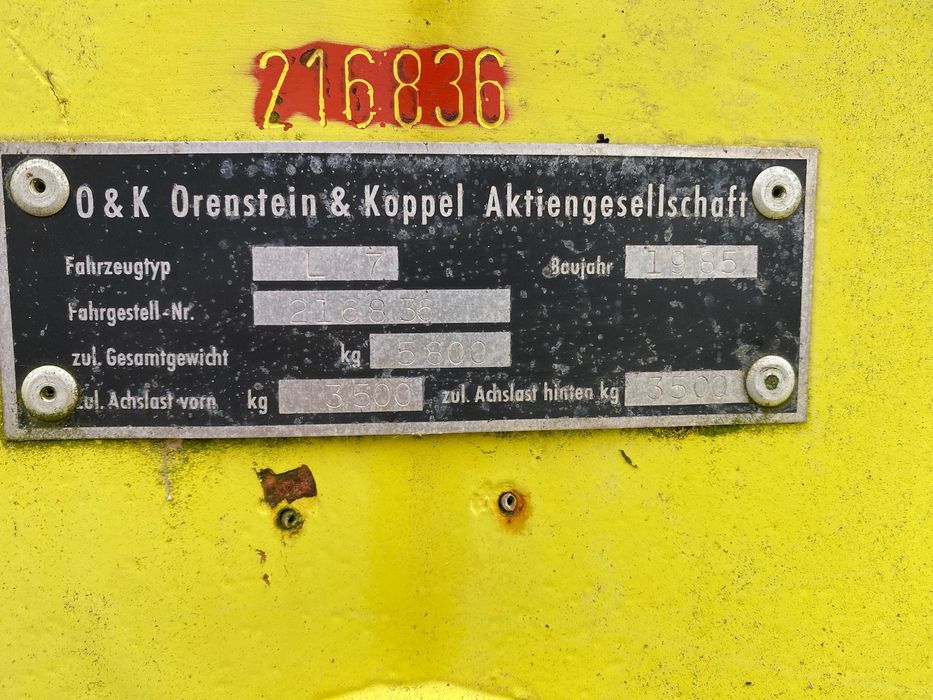 216836
O & K Orenstein & Koppel Aktiengesellschaft
Fahrzeugtyp L 7 Baujahr 1985
Fahrgestell-Nr. 216836
zul. Gesamtgewicht kg 5800
zul. Achslast vorn kg 3500 zul. Achslast hinten kg 3500